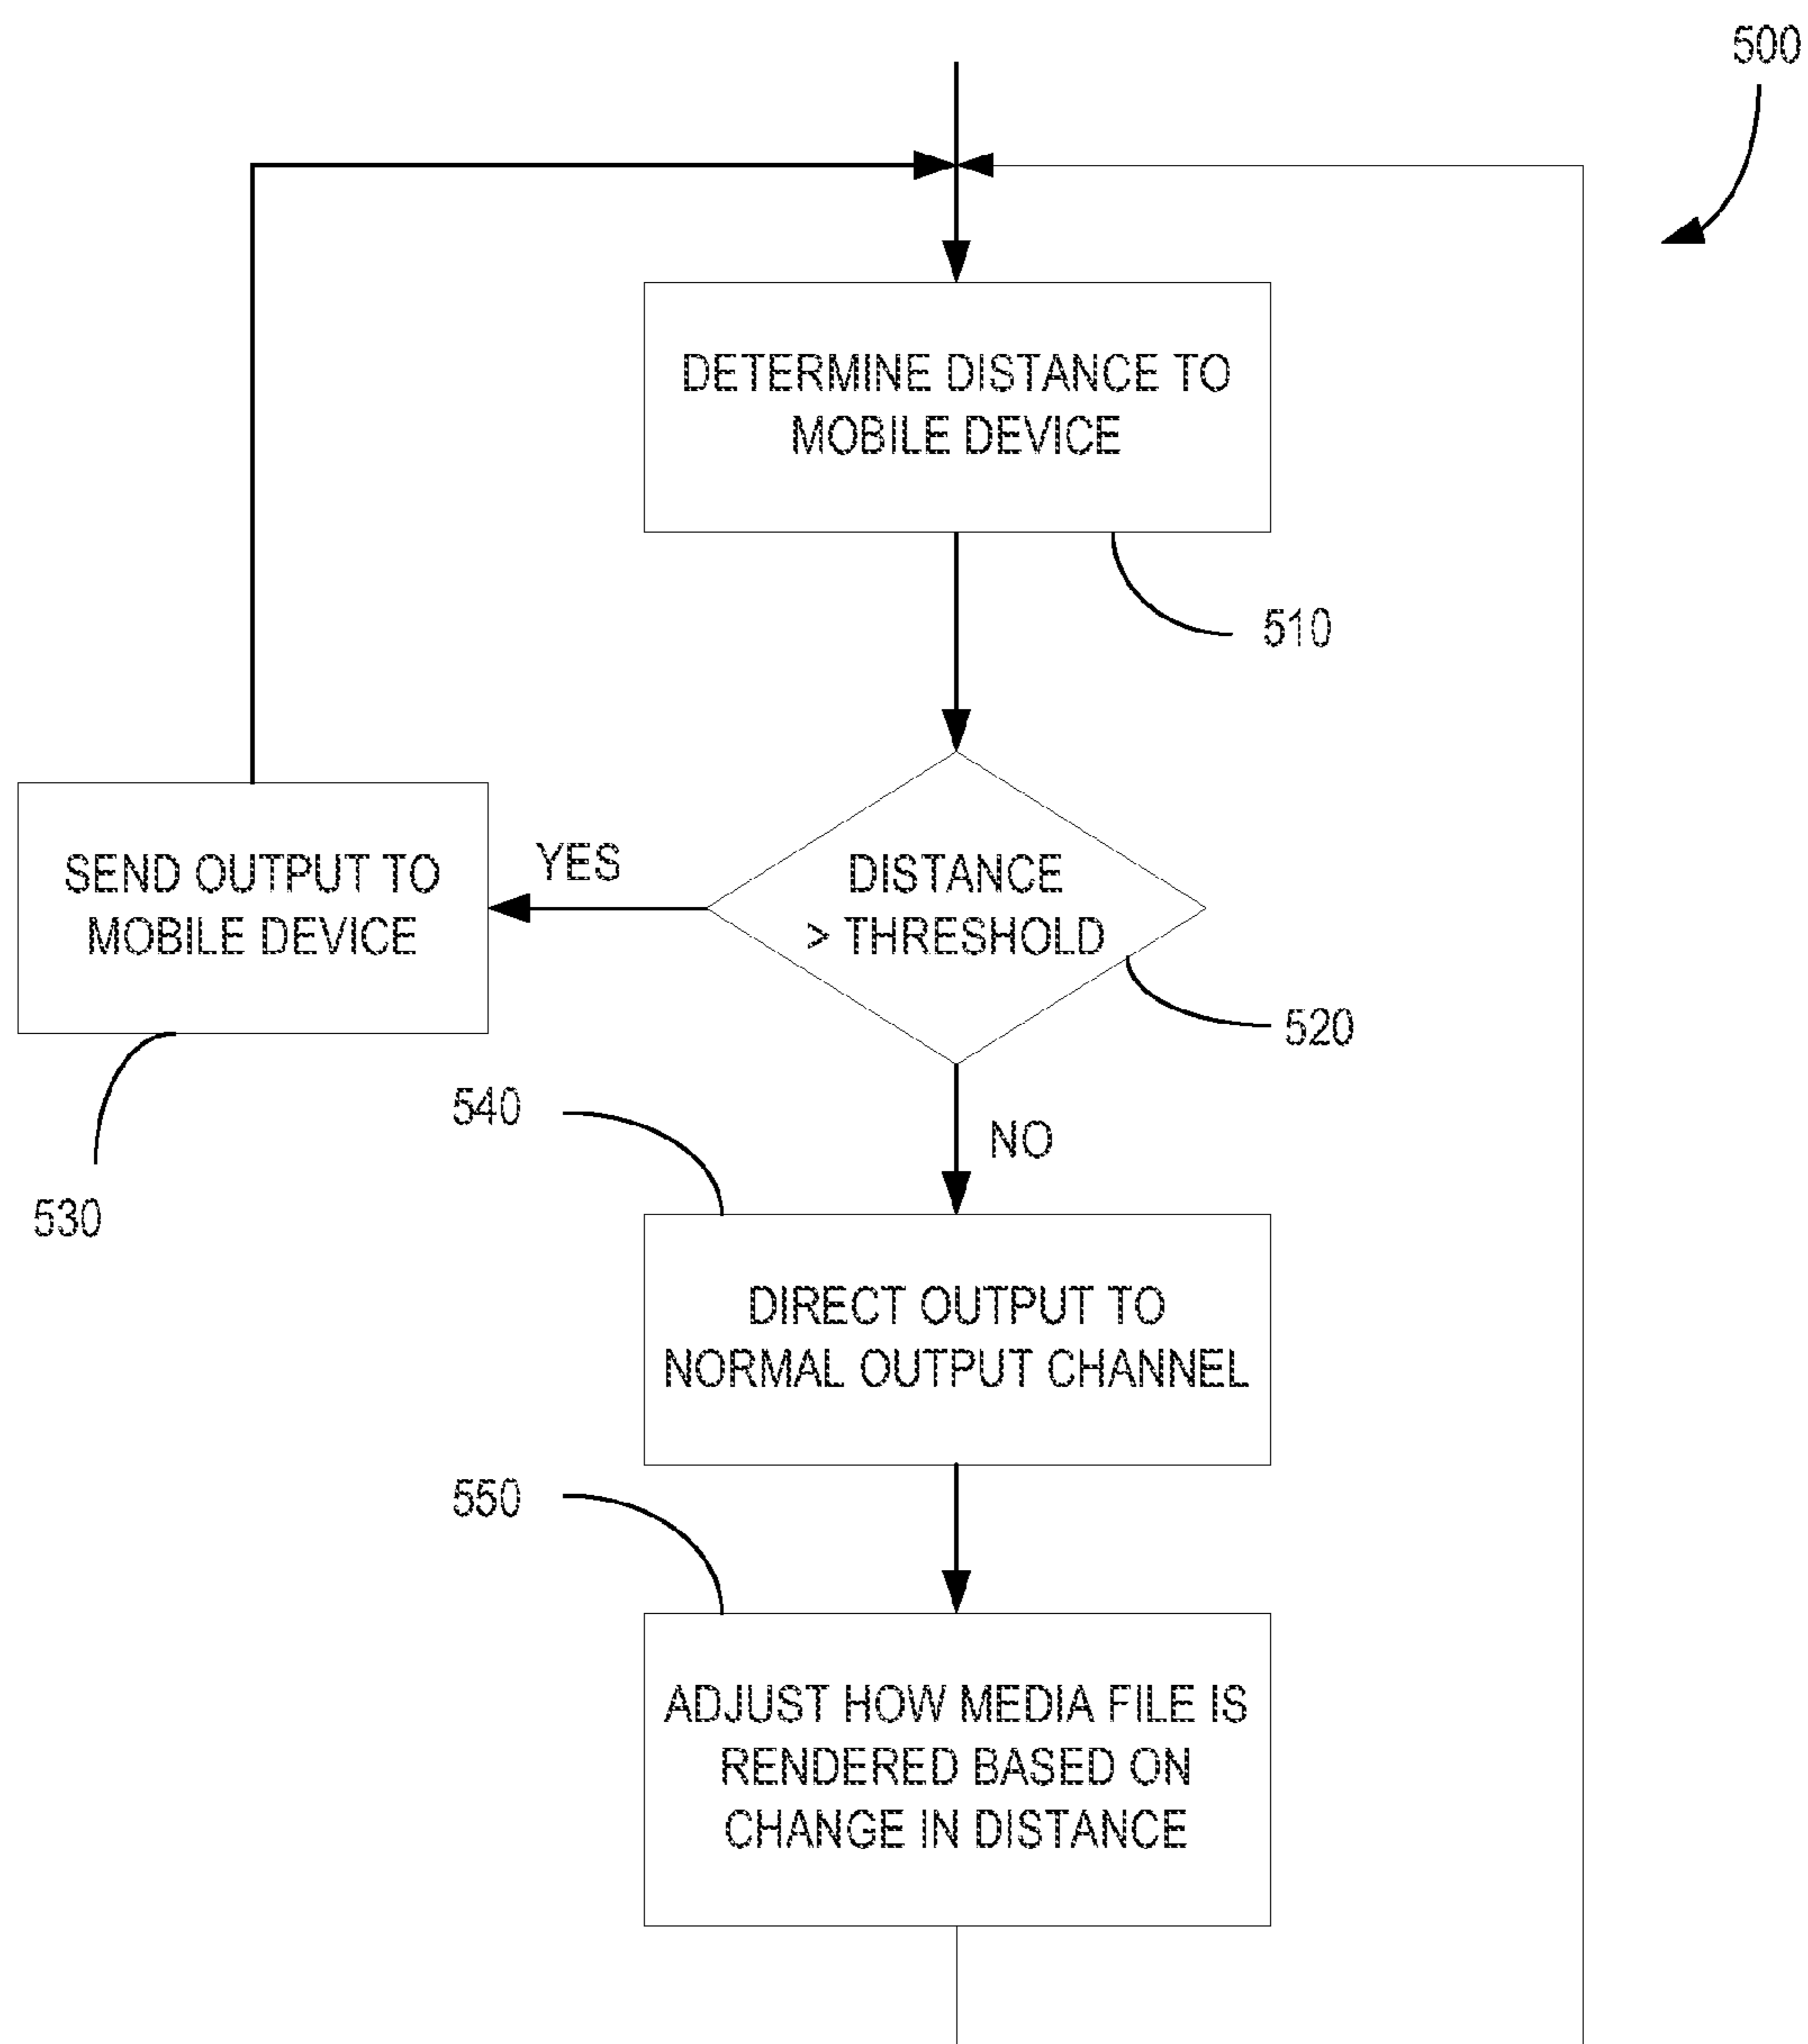 500
DETERMINE DISTANCE TO
MOBILE DEVICE
510
SEND OUTPUT TO
MOBILE DEVICE
YES
DISTANCE
> THRESHOLD
520
530
540
NO
DIRECT OUTPUT TO
NORMAL OUTPUT CHANNEL
550
ADJUST HOW MEDIA FILE IS
RENDERED BASED ON
CHANGE IN DISTANCE